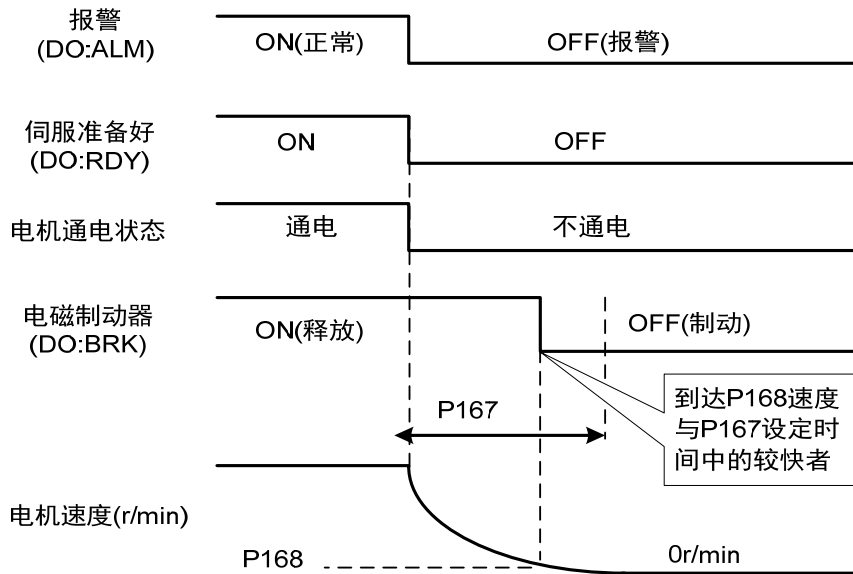 报警
(DO:ALM)
ON(正常)
OFF(报警)
伺服准备好
(DO:RDY)
ON
OFF
电机通电状态
通电
不通电
电磁制动器
(DO:BRK)
ON(释放)
OFF(制动)
P167
到达P168速度
与P167设定时
间中的较快者
电机速度(r/min)
P168
0r/min